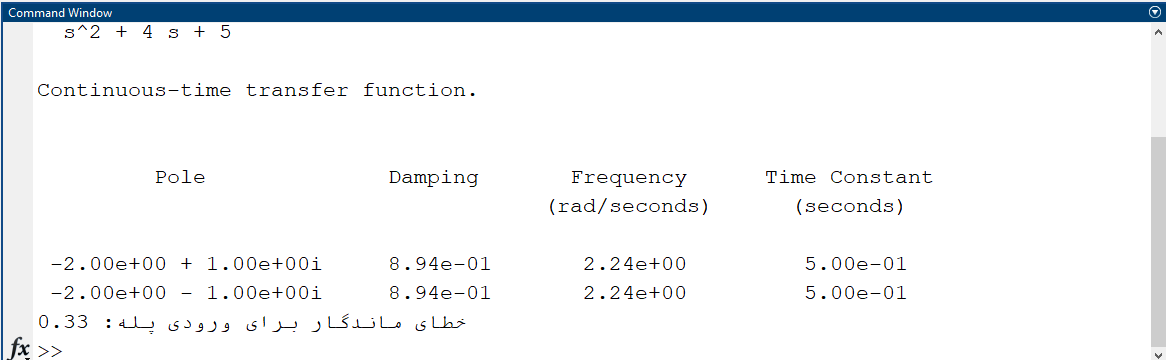 Command Window
s^2 + 4 s + 5
Continuous-time transfer function.
Pole Damping Frequency Time Constant
(rad/seconds) (seconds)
-2.00e+00 + 1.00e+00i 8.94e-01 2.24e+00 5.00e-01
-2.00e+00 - 1.00e+00i 8.94e-01 2.24e+00 5.00e-01
خطای ماندگار برای ورودی پله: 0.33
fx >>